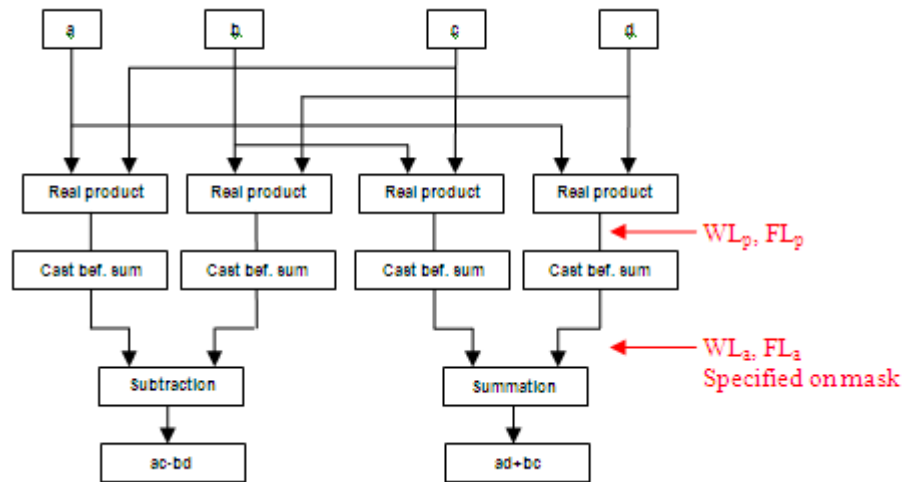 a
b
c
d
Real product
Real product
Real product
Real product
WLp, FLp
Cast bef. sum
Cast bef. sum
Cast bef. sum
Cast bef. sum
WLa, FLa
Specified on mask
Subtraction
Summation
ac-bd
ad+bc